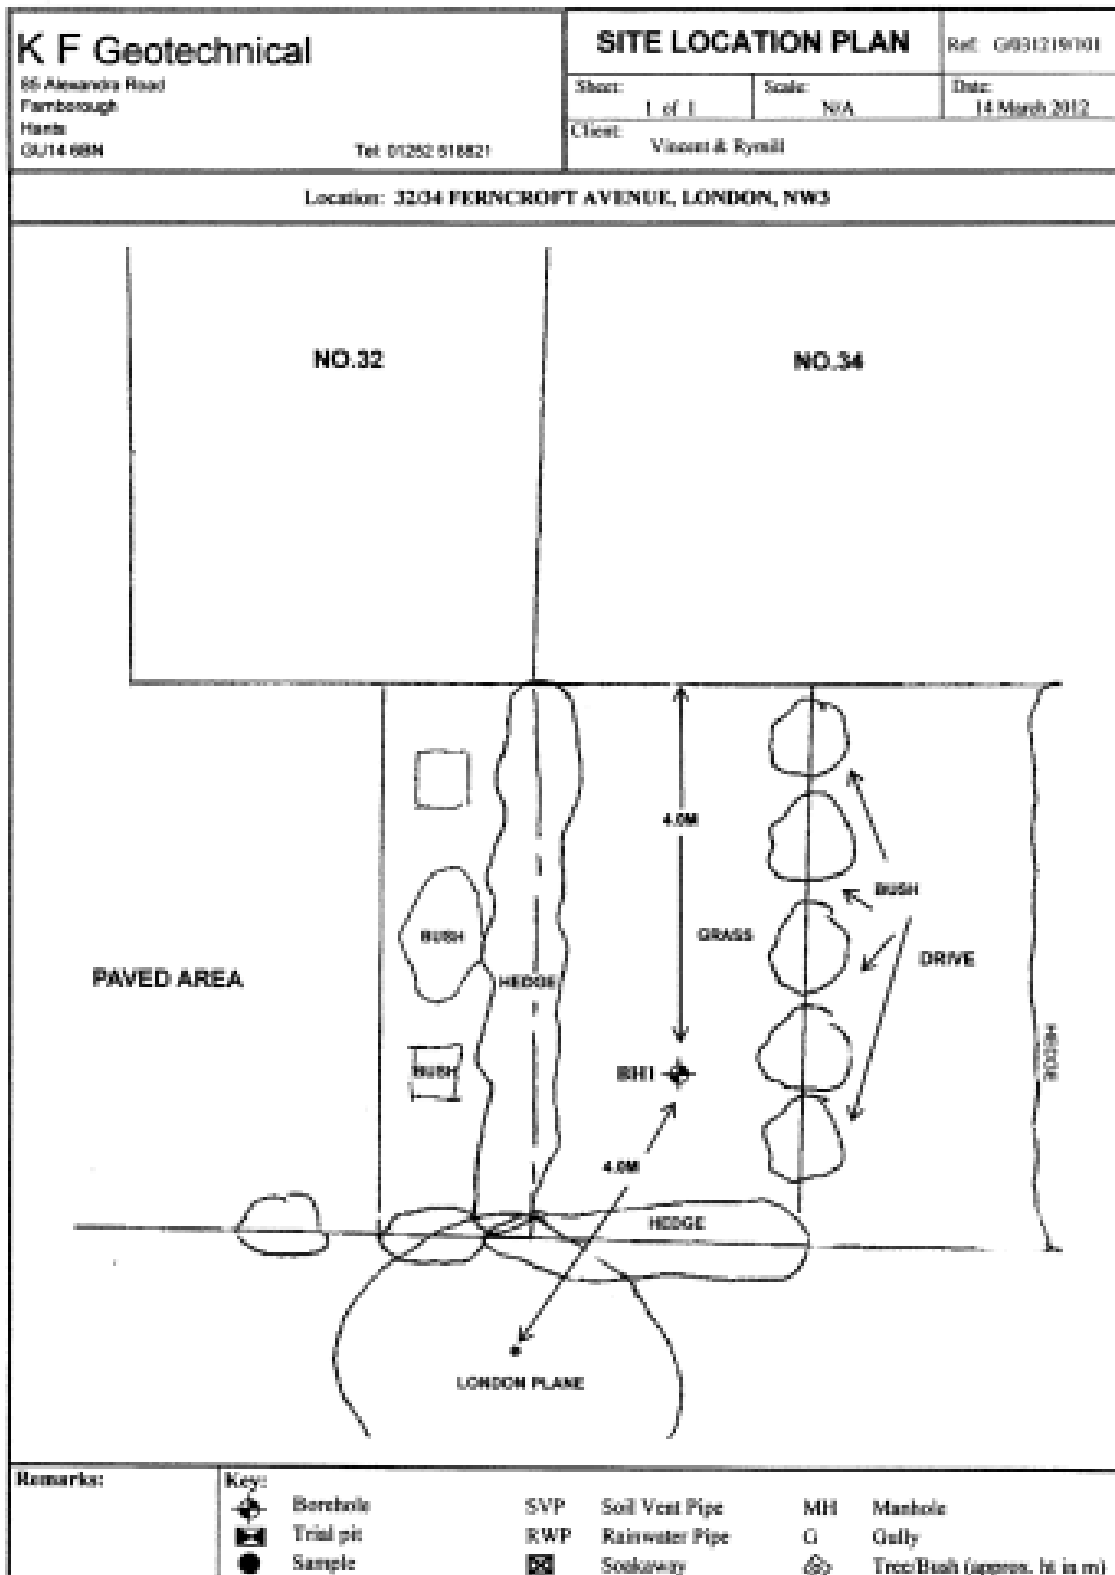 K F Geotechnical
85 Alexandra Road
Farnborough
Hants
GU14 6BN
Tel: 01252 518821
SITE LOCATION PLAN
Ref:
Sheet:
1 of 1
Scale:
N/A
Date:
14 March 2012
Client:
Vincent & Rymill
Location: 32/34 FERNCROFT AVENUE, LONDON, NW3
NO.32
NO.34
4.0M
BUSH
BUSH
GRASS
DRIVE
PAVED AREA
HEDGE
BUSH
BH1
HEDGE
4.0M
HEDGE
LONDON PLANE
Remarks:
Key:
Borehole
SVP Soil Vent Pipe
MH Manhole
Trial pit
RWP Rainwater Pipe
G Gully
Sample
Soakaway
Tree/Bush (approx. ht in m)